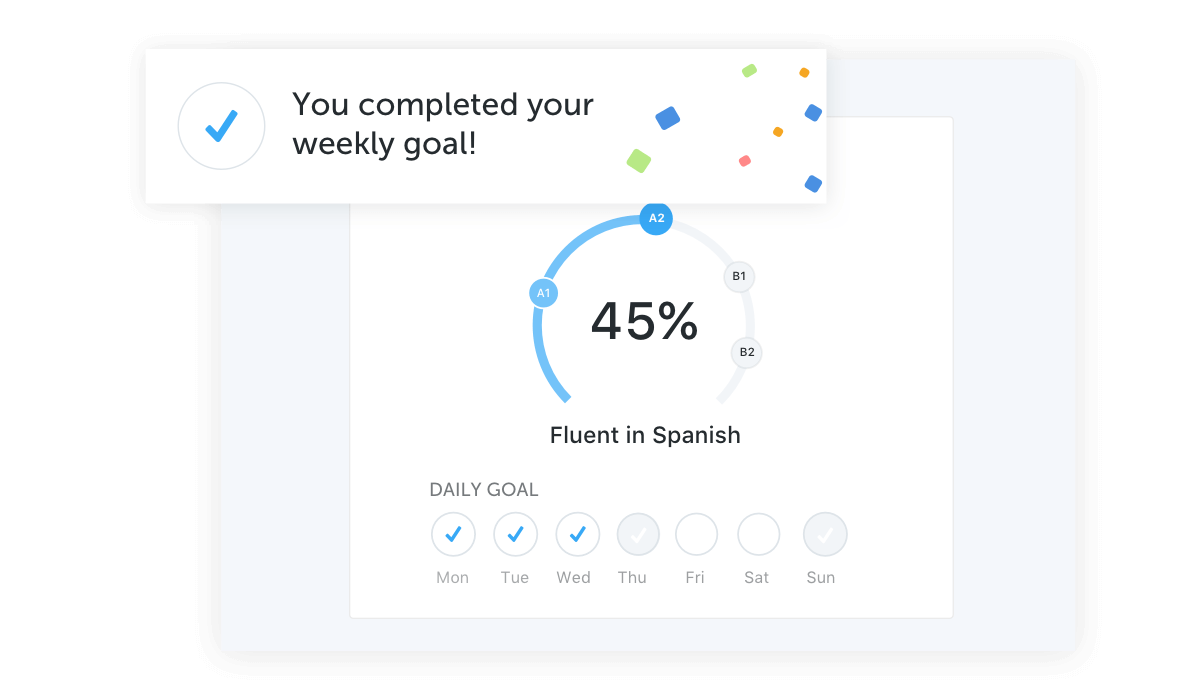 You completed your
weekly goal!
A2
B1
A1
45%
B2
Fluent in Spanish
DAILY GOAL
Mon Tue Wed Thu Fri Sat Sun